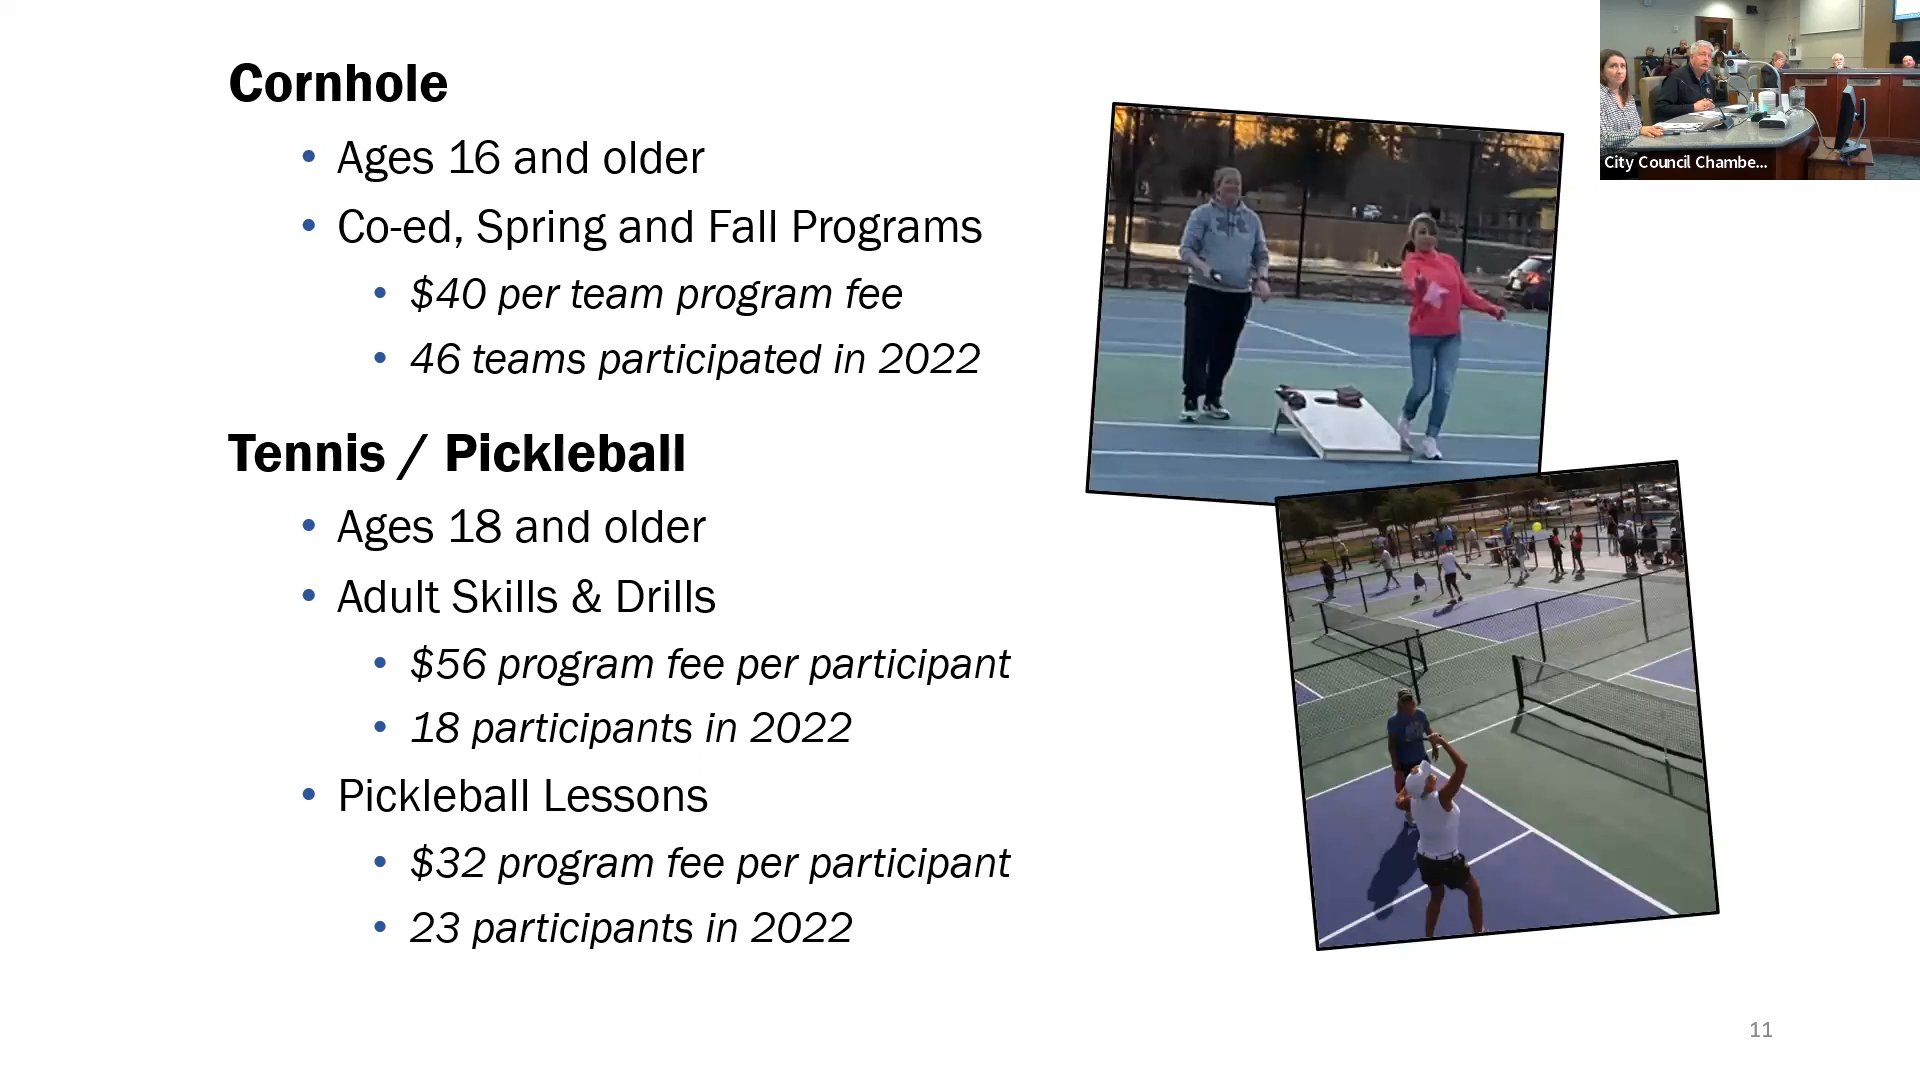 Cornhole
• Ages 16 and older
• Co-ed, Spring and Fall Programs
• $40 per team program fee
• 46 teams participated in 2022
Tennis / Pickleball
• Ages 18 and older
• Adult Skills & Drills
• $56 program fee per participant
• 18 participants in 2022
• Pickleball Lessons
• $32 program fee per participant
• 23 participants in 2022
City Council Chambe...
11